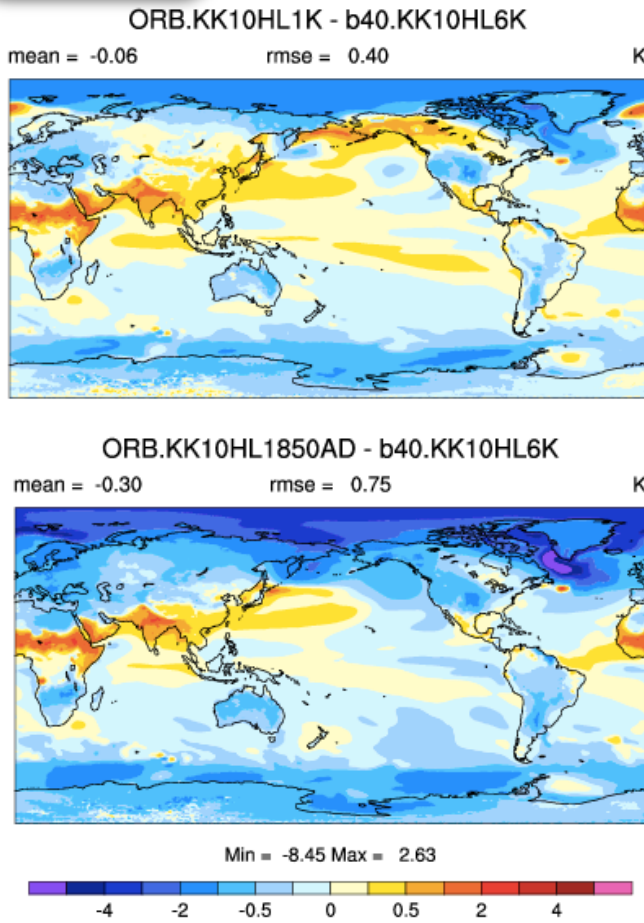 ORB.KK10HL1K - b40.KK10HL6K
mean = -0.06 rmse = 0.40 K
ORB.KK10HL1850AD - b40.KK10HL6K
mean = -0.30 rmse = 0.75 K
Min = -8.45 Max = 2.63
-4 -2 -0.5 0 0.5 2 4